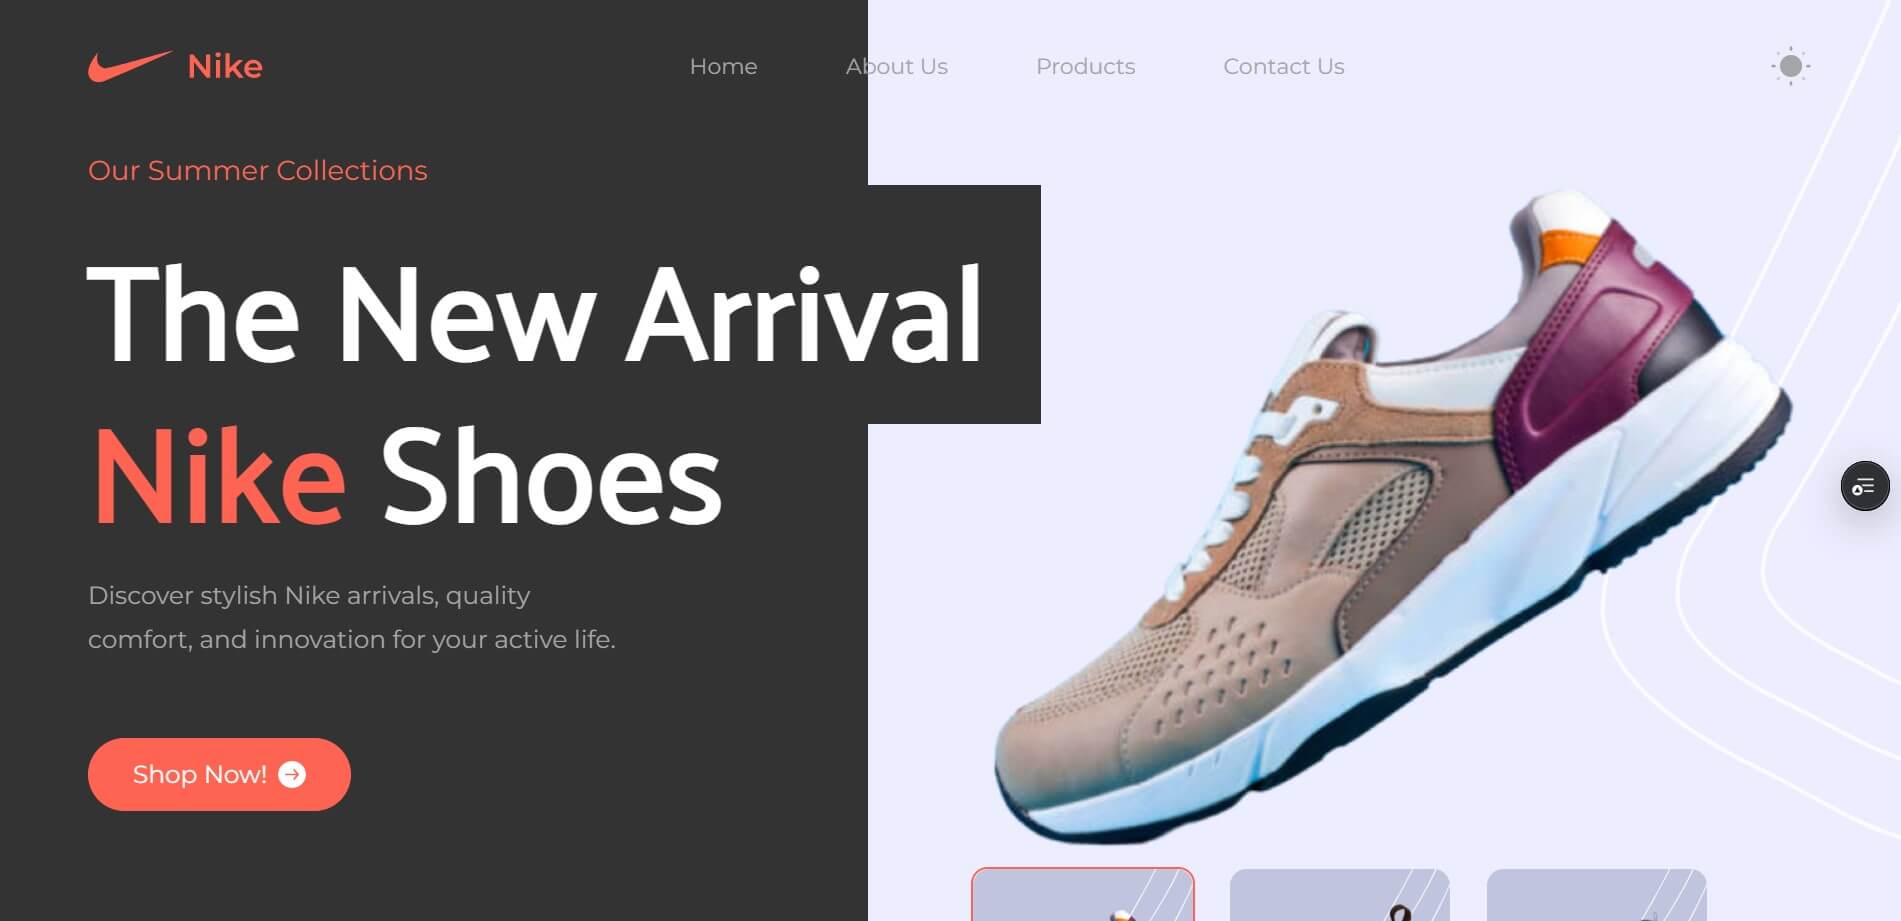 Nike
Home
About Us
Products
Contact Us
Our Summer Collections
The New Arrival
Nike Shoes
Discover stylish Nike arrivals, quality
comfort, and innovation for your active life.
Shop Now!